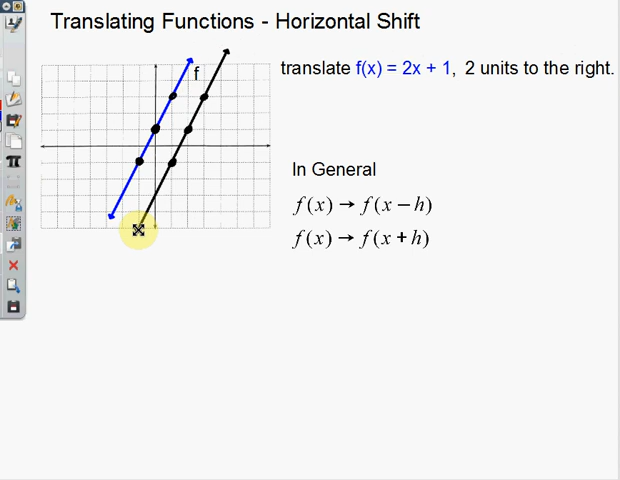 Translating Functions - Horizontal Shift
translate f(x) = 2x + 1, 2 units to the right.
f
In General
f(x) → f(x − h)
f(x) → f(x + h)